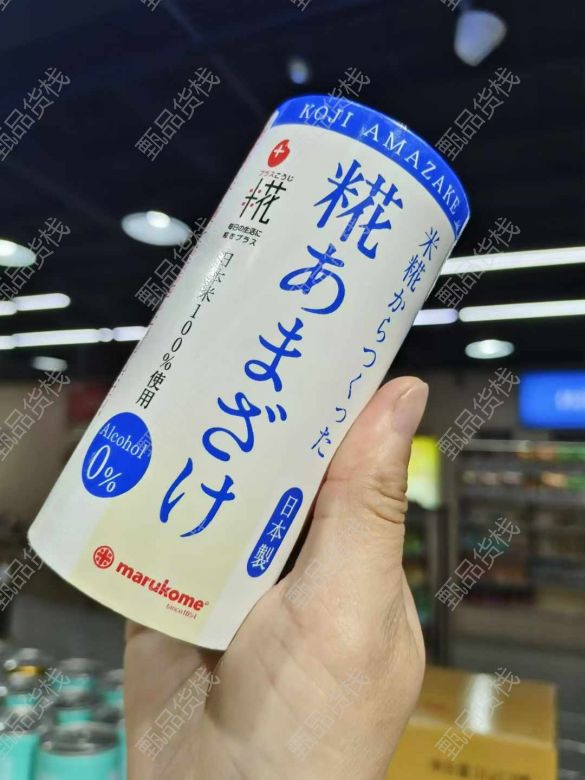 KOJI AMAZAKE
プラスこうじ
糀
毎日の生活に
糀をプラス
米糀からつくった
糀あまざけ
日本米100%使用
Alcohol
0%
日本製
marukome
since1854
甄品货栈